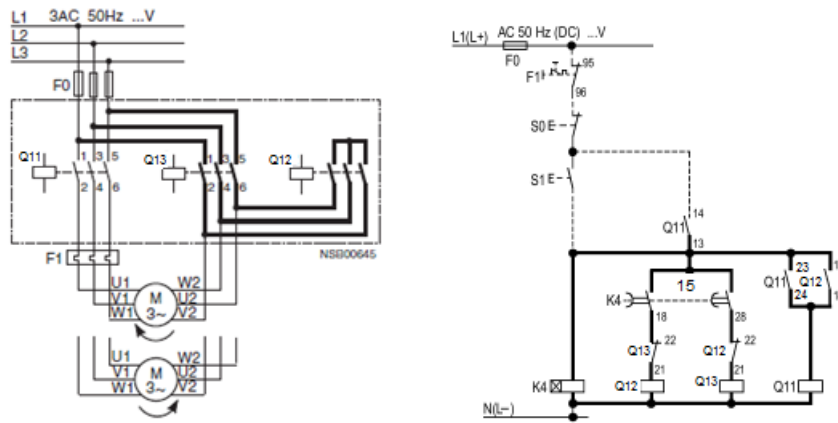 L1 3AC 50Hz ...V
L2
L3
F0
Q11 1 3 5
2 4 6
Q13 1 3 5
2 4 6
Q12
NSB00645
F1
U1 M W2
V1 3~ U2
W1 V2
U1 M W2
V1 3~ U2
W1 V2
L1(L+) AC 50 Hz (DC) ...V
F0
F1 95
96
S0 E
S1 E
Q11 14
13
15
K4 18 28
Q11 23
24
Q12 1
1
Q13 22
21
Q12 22
21
K4 Q12 Q13 Q11
N(L–)